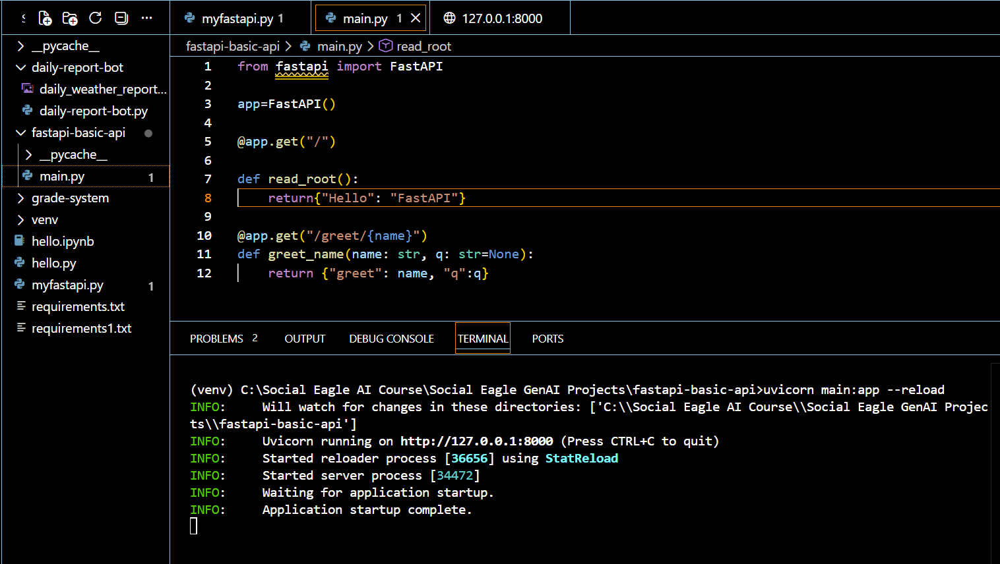 myfastapi.py 1
main.py 1
127.0.0.1:8000
__pycache__
daily-report-bot
daily_weather_report...
daily-report-bot.py
fastapi-basic-api
__pycache__
main.py 1
grade-system
venv
hello.ipynb
hello.py
myfastapi.py 1
requirements.txt
requirements1.txt
fastapi-basic-api > main.py > read_root
1 from fastapi import FastAPI
2
3 app=FastAPI()
4
5 @app.get("/")
6
7 def read_root():
8     return{"Hello": "FastAPI"}
9
10 @app.get("/greet/{name}")
11 def greet_name(name: str, q: str=None):
12     return {"greet": name, "q":q}
PROBLEMS 2 OUTPUT DEBUG CONSOLE TERMINAL PORTS
(venv) C:\Social Eagle AI Course\Social Eagle GenAI Projects\fastapi-basic-api>uvicorn main:app --reload
INFO:     Will watch for changes in these directories: ['C:\\Social Eagle AI Course\\Social Eagle GenAI Projec
ts\\fastapi-basic-api']
INFO:     Uvicorn running on http://127.0.0.1:8000 (Press CTRL+C to quit)
INFO:     Started reloader process [36656] using StatReload
INFO:     Started server process [34472]
INFO:     Waiting for application startup.
INFO:     Application startup complete.